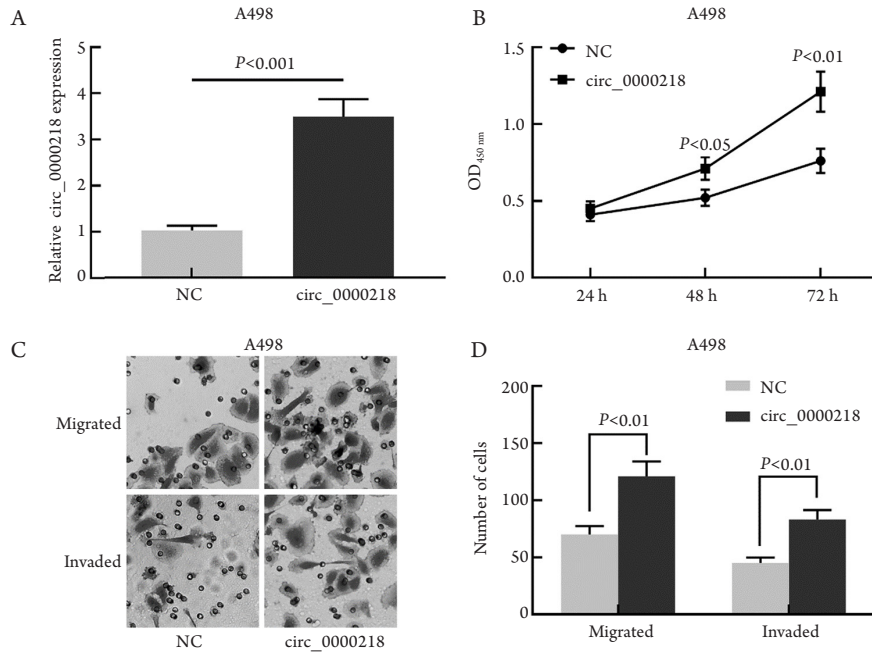 A
A498
Relative circ_0000218 expression
5
4
3
2
1
0
P<0.001
NC
circ_0000218
B
A498
OD450 nm
1.5
1.0
0.5
0.0
NC
circ_0000218
P<0.05
P<0.01
24 h
48 h
72 h
C
A498
Migrated
Invaded
NC
circ_0000218
D
A498
Number of cells
200
150
100
50
0
NC
circ_0000218
P<0.01
P<0.01
Migrated
Invaded